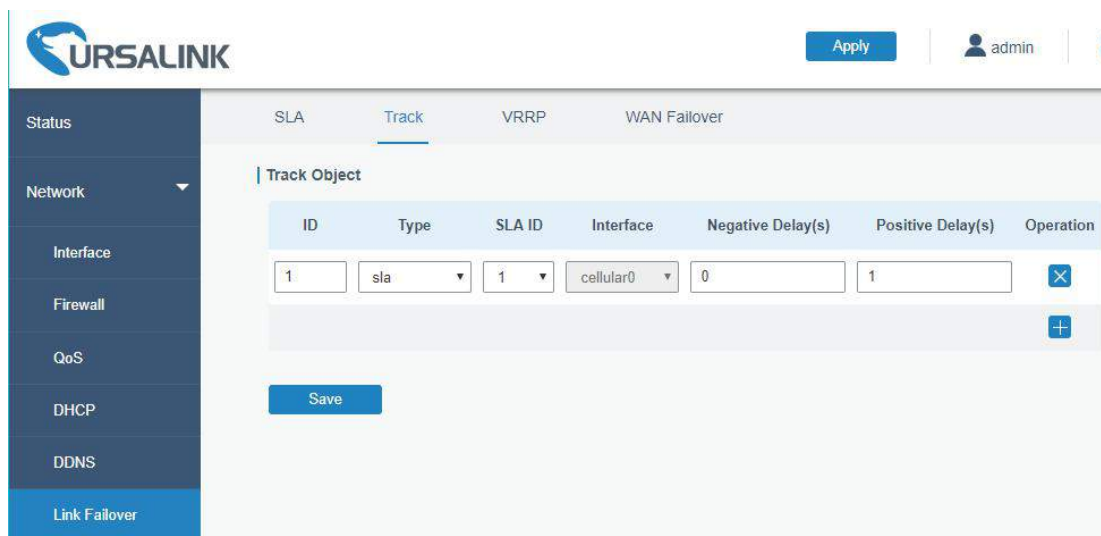 URSALINK
Apply
admin
Status
SLA Track VRRP WAN Failover
Track Object
Network
ID Type SLA ID Interface Negative Delay(s) Positive Delay(s) Operation
Interface
1 sla 1 cellular0 0 1
Firewall
QoS
DHCP
Save
DDNS
Link Failover